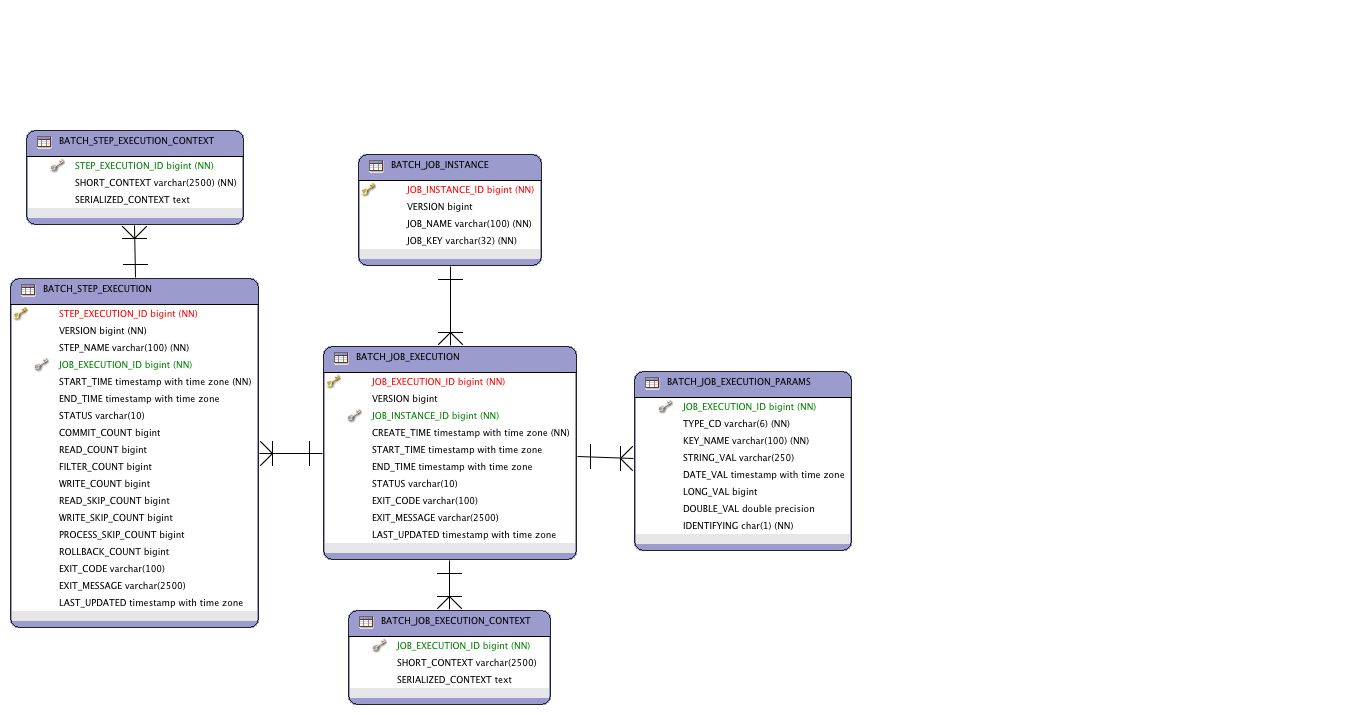 BATCH_STEP_EXECUTION_CONTEXT
STEP_EXECUTION_ID bigint (NN)
SHORT_CONTEXT varchar(2500) (NN)
SERIALIZED_CONTEXT text
BATCH_JOB_INSTANCE
JOB_INSTANCE_ID bigint (NN)
VERSION bigint
JOB_NAME varchar(100) (NN)
JOB_KEY varchar(32) (NN)
BATCH_STEP_EXECUTION
STEP_EXECUTION_ID bigint (NN)
VERSION bigint (NN)
STEP_NAME varchar(100) (NN)
JOB_EXECUTION_ID bigint (NN)
START_TIME timestamp with time zone (NN)
END_TIME timestamp with time zone
STATUS varchar(10)
COMMIT_COUNT bigint
READ_COUNT bigint
FILTER_COUNT bigint
WRITE_COUNT bigint
READ_SKIP_COUNT bigint
WRITE_SKIP_COUNT bigint
PROCESS_SKIP_COUNT bigint
ROLLBACK_COUNT bigint
EXIT_CODE varchar(100)
EXIT_MESSAGE varchar(2500)
LAST_UPDATED timestamp with time zone
BATCH_JOB_EXECUTION
JOB_EXECUTION_ID bigint (NN)
VERSION bigint
JOB_INSTANCE_ID bigint (NN)
CREATE_TIME timestamp with time zone (NN)
START_TIME timestamp with time zone
END_TIME timestamp with time zone
STATUS varchar(10)
EXIT_CODE varchar(100)
EXIT_MESSAGE varchar(2500)
LAST_UPDATED timestamp with time zone
BATCH_JOB_EXECUTION_PARAMS
JOB_EXECUTION_ID bigint (NN)
TYPE_CD varchar(6) (NN)
KEY_NAME varchar(100) (NN)
STRING_VAL varchar(250)
DATE_VAL timestamp with time zone
LONG_VAL bigint
DOUBLE_VAL double precision
IDENTIFYING char(1) (NN)
BATCH_JOB_EXECUTION_CONTEXT
JOB_EXECUTION_ID bigint (NN)
SHORT_CONTEXT varchar(2500)
SERIALIZED_CONTEXT text